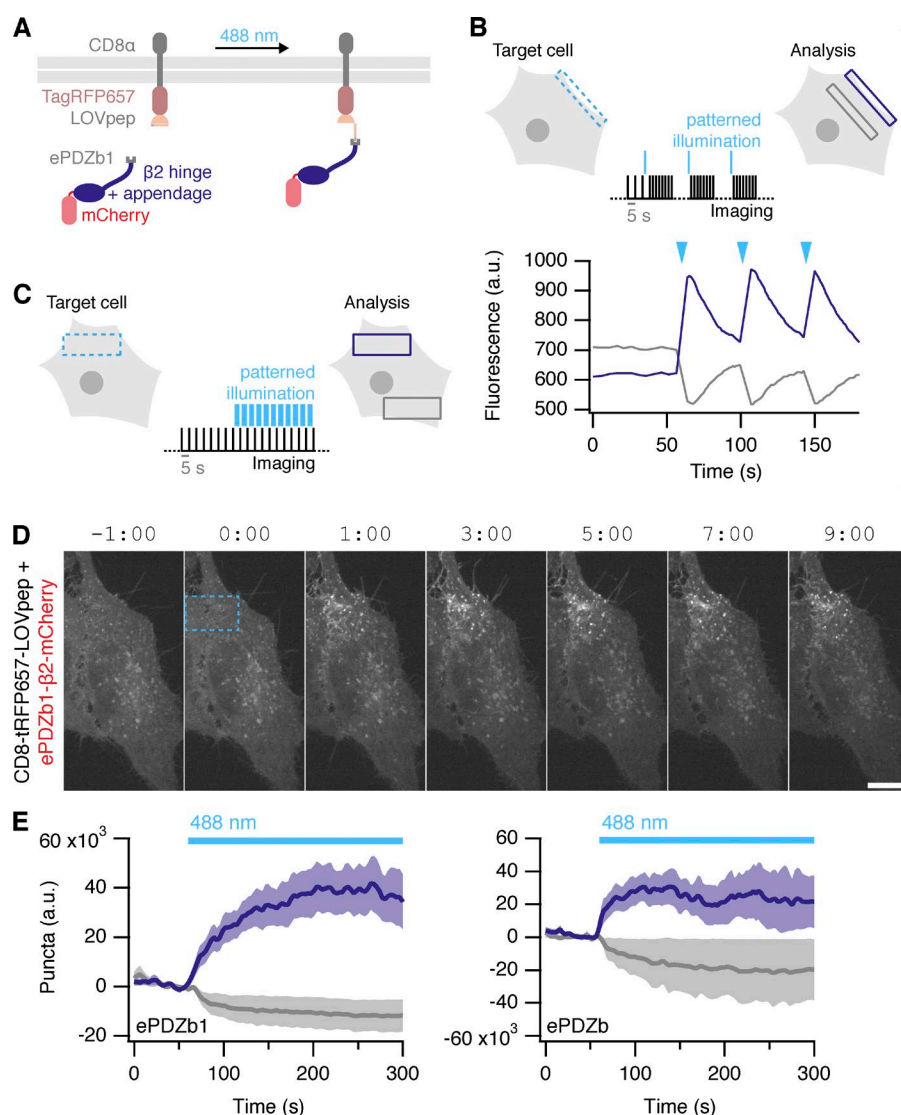 A
CD8α
488 nm
TagRFP657
LOVpep
ePDZb1
β2 hinge
+ appendage
mCherry
B
Target cell
Analysis
patterned
illumination
5 s
Imaging
Fluorescence (a.u.)
1000
900
800
700
600
500
0
50
100
150
Time (s)
C
Target cell
Analysis
patterned
illumination
5 s
Imaging
D
-1:00
0:00
1:00
3:00
5:00
7:00
9:00
CD8-tRFP657-LOVpep +
ePDZb1-β2-mCherry
E
488 nm
Puncta (a.u.)
60 x10³
40
20
0
-20
ePDZb1
0
100
200
300
Time (s)
488 nm
60
40
20
0
-20
-40
-60 x10³
ePDZb
0
100
200
300
Time (s)